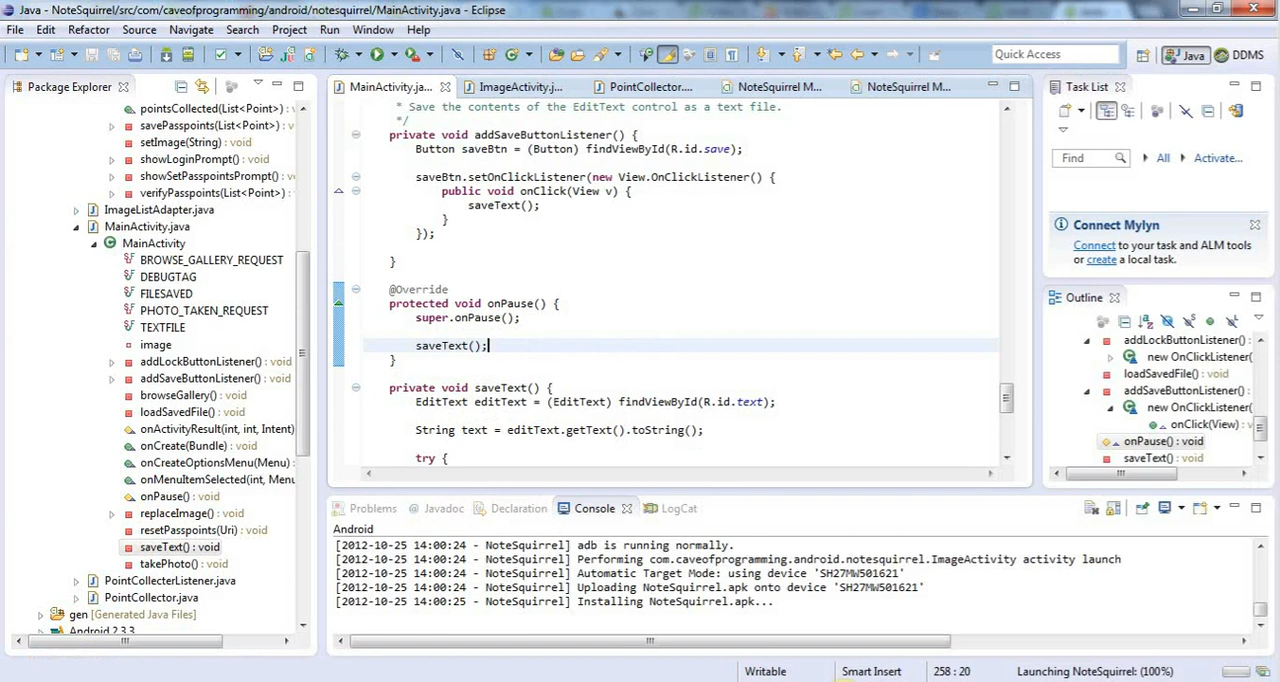 Java - NoteSquirrel/src/com/caveofprogramming/android/notesquirrel/MainActivity.java - Eclipse
File Edit Refactor Source Navigate Search Project Run Window Help
Quick Access
Java
DDMS
Package Explorer
pointsCollected(List<Point>) : void
savePasspoints(List<Point>) : void
setImage(String) : void
showLoginPrompt() : void
showSetPasspointsPrompt() : void
verifyPasspoints(List<Point>) : void
ImageListAdapter.java
MainActivity.java
MainActivity
BROWSE_GALLERY_REQUEST
DEBUGTAG
FILESAVED
PHOTO_TAKEN_REQUEST
TEXTFILE
image
addLockButtonListener() : void
addSaveButtonListener() : void
browseGallery() : void
loadSavedFile() : void
onActivityResult(int, int, Intent)
onCreate(Bundle) : void
onCreateOptionsMenu(Menu)
onMenuItemSelected(int, Menu
onPause() : void
replaceImage() : void
resetPasspoints(Uri) : void
saveText() : void
takePhoto() : void
PointCollecterListener.java
PointCollector.java
gen [Generated Java Files]
Android 2.3.3
MainActivity.ja...
ImageActivity.j...
PointCollector....
NoteSquirrel M...
NoteSquirrel M...
* Save the contents of the EditText control as a text file.
*/
private void addSaveButtonListener() {
Button saveBtn = (Button) findViewById(R.id.save);
saveBtn.setOnClickListener(new View.OnClickListener() {
public void onClick(View v) {
saveText();
}
});
}
@Override
protected void onPause() {
super.onPause();
saveText();
}
private void saveText() {
EditText editText = (EditText) findViewById(R.id.text);
String text = editText.getText().toString();
try {
Task List
Find
All
Activate...
Connect Mylyn
Connect to your task and ALM tools
or create a local task.
Outline
addLockButtonListener() : void
new OnClickListener(
loadSavedFile() : void
addSaveButtonListener() : void
new OnClickListener(
onClick(View) : v
onPause() : void
saveText() : void
Problems
Javadoc
Declaration
Console
LogCat
Android
[2012-10-25 14:00:24 - NoteSquirrel] adb is running normally.
[2012-10-25 14:00:24 - NoteSquirrel] Performing com.caveofprogramming.android.notesquirrel.ImageActivity activity launch
[2012-10-25 14:00:24 - NoteSquirrel] Automatic Target Mode: using device 'SH27MW501621'
[2012-10-25 14:00:24 - NoteSquirrel] Uploading NoteSquirrel.apk onto device 'SH27MW501621'
[2012-10-25 14:00:25 - NoteSquirrel] Installing NoteSquirrel.apk...
Writable
Smart Insert
258 : 20
Launching NoteSquirrel: (100%)